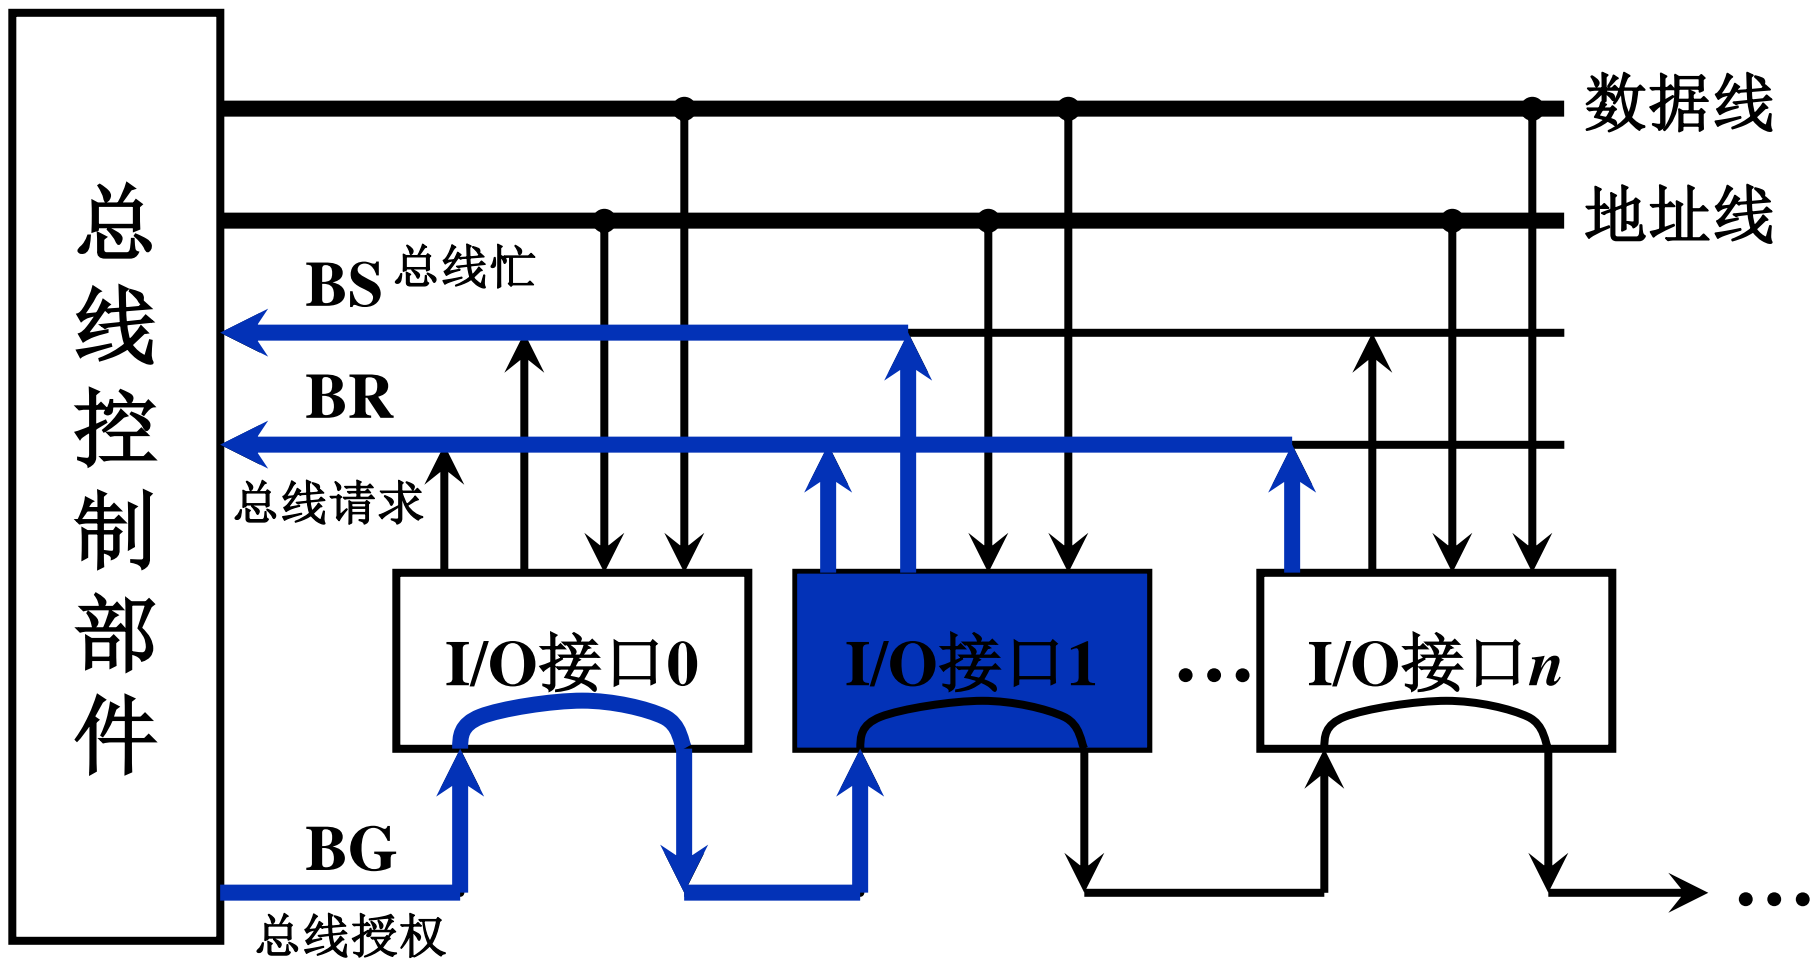 总线控制部件
数据线
地址线
BS 总线忙
BR
总线请求
I/O接口0
I/O接口1
…
I/O接口n
BG
总线授权
…